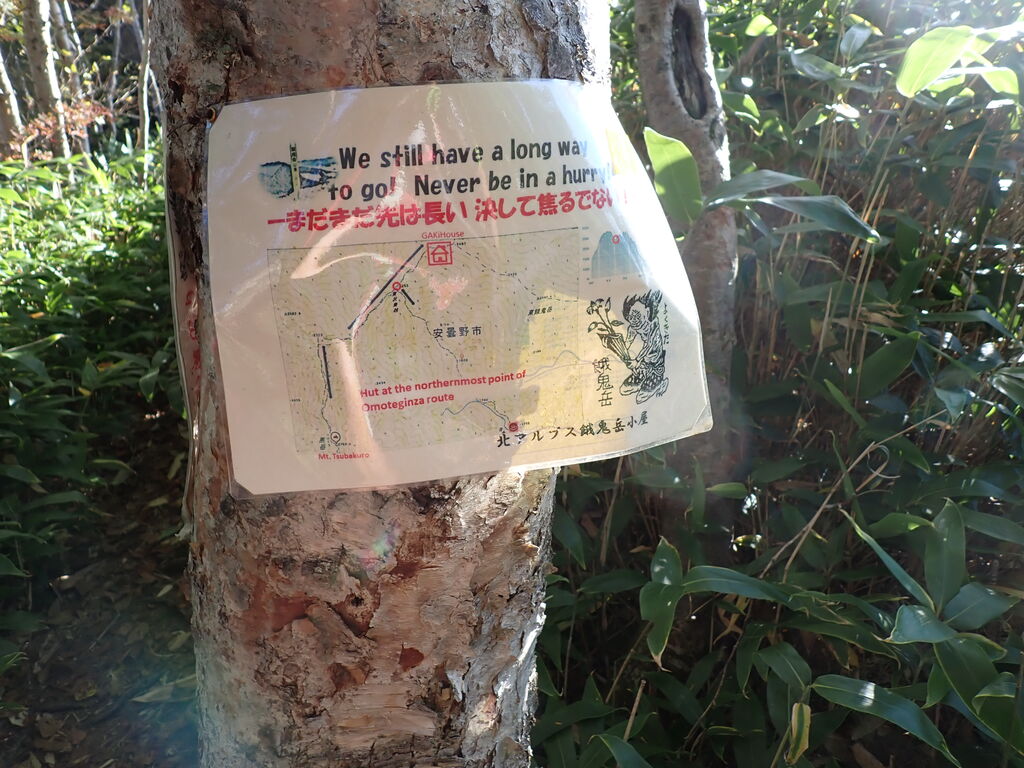 We still have a long way
to go! Never be in a hurry!
まだまだ先は長い 決して焦るでない!
GAKiHouse
安曇野市
Hut at the northernmost point of
Omoteginza route
Mt. Tsubakuro
餓鬼岳
北アルプス餓鬼岳小屋